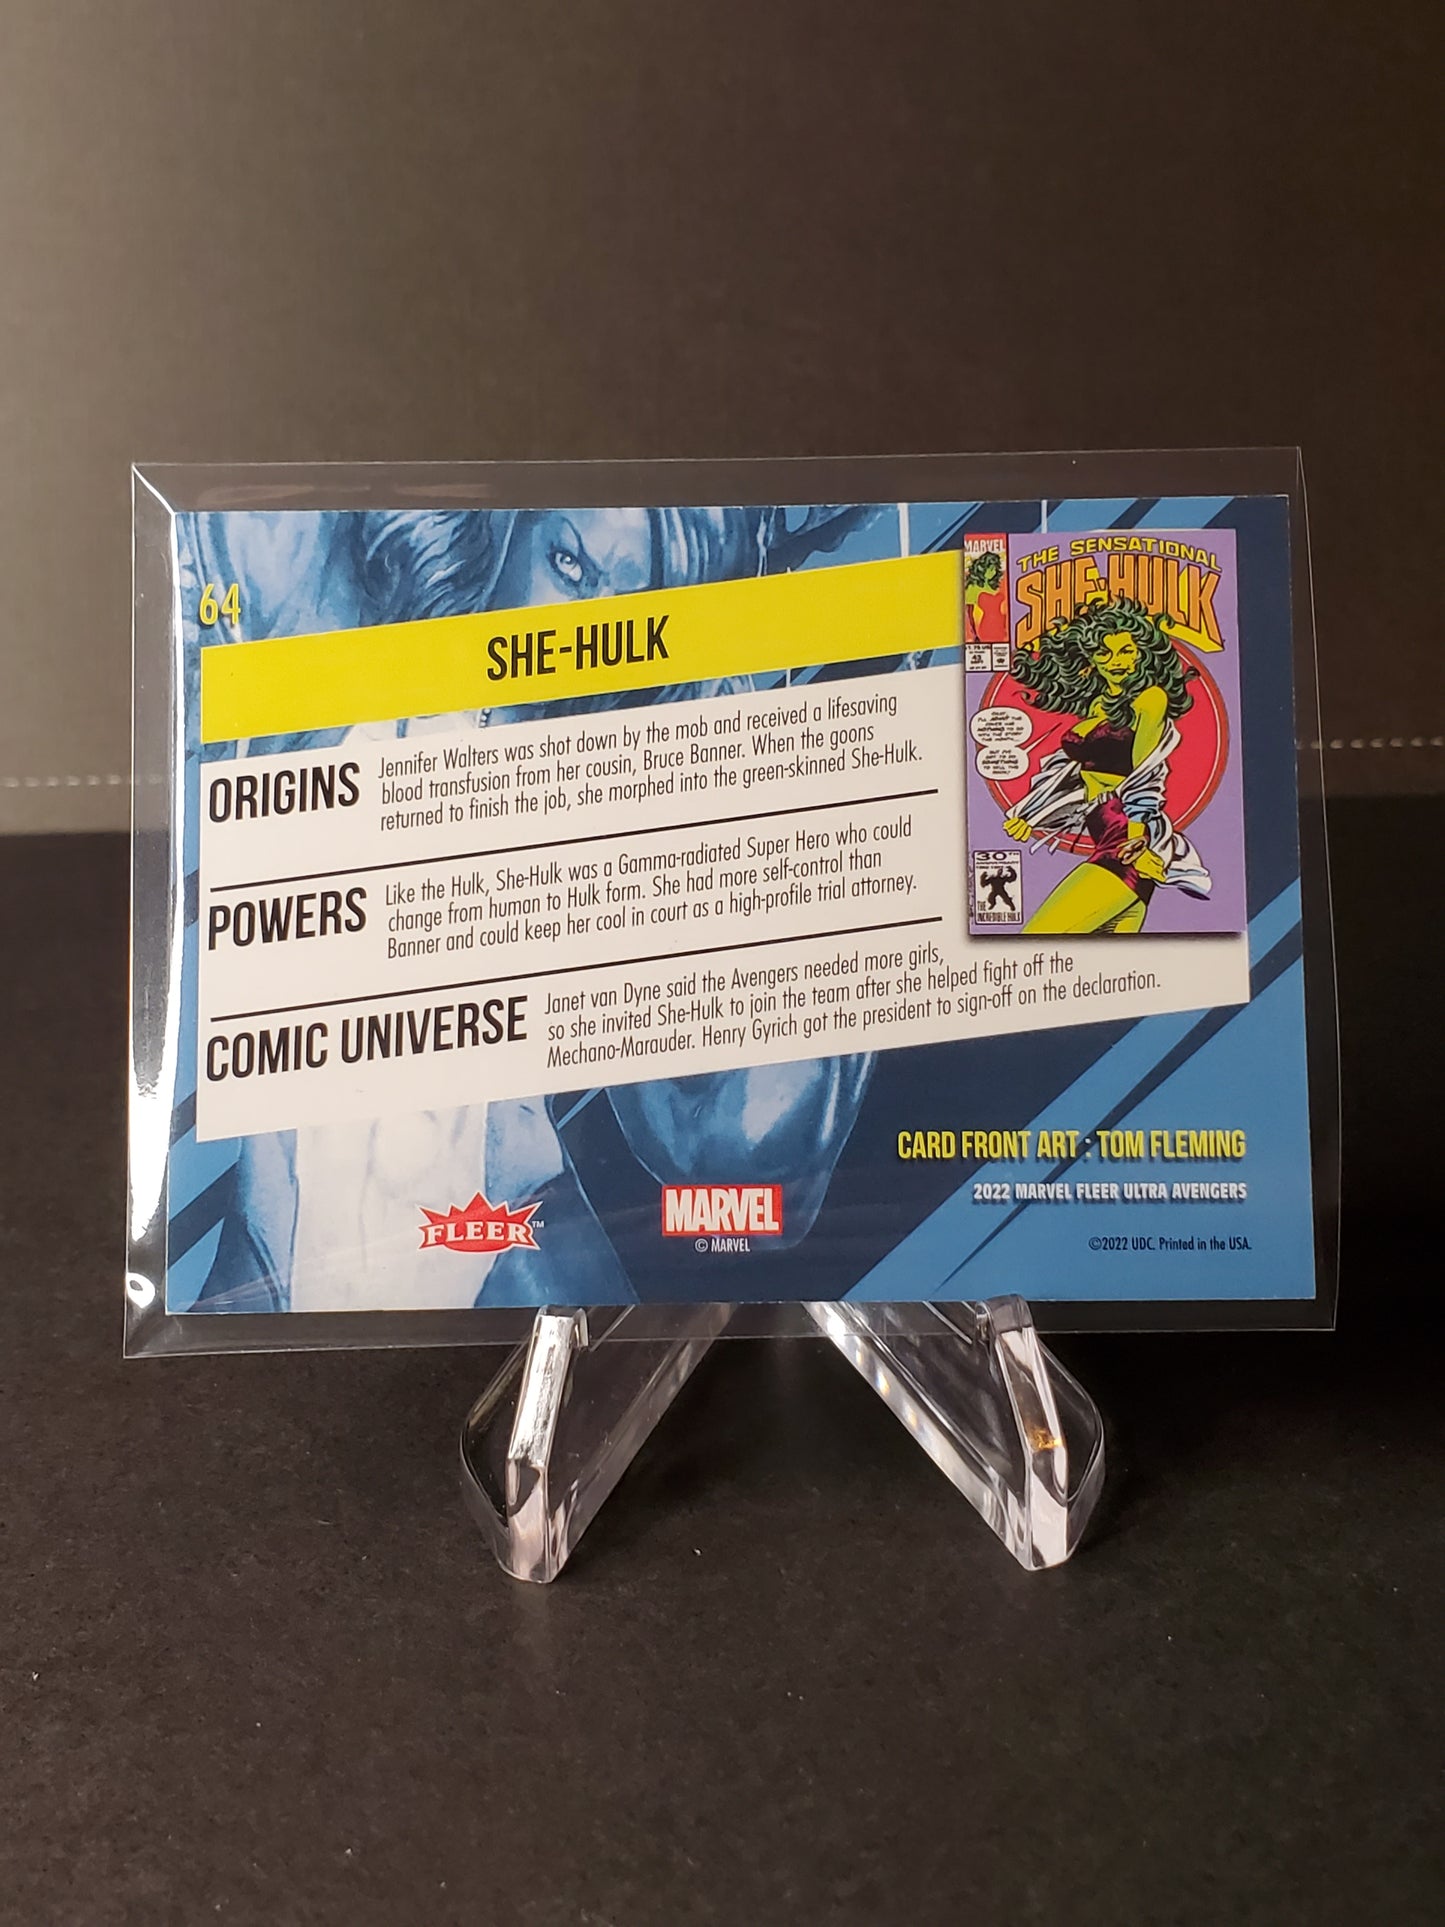 64
SHE-HULK
ORIGINS
Jennifer Walters was shot down by the mob and received a lifesaving
blood transfusion from her cousin, Bruce Banner. When the goons
returned to finish the job, she morphed into the green-skinned She-Hulk.
POWERS
Like the Hulk, She-Hulk was a Gamma-radiated Super Hero who could
change from human to Hulk form. She had more self-control than
Banner and could keep her cool in court as a high-profile trial attorney.
COMIC UNIVERSE
Janet van Dyne said the Avengers needed more girls,
so she invited She-Hulk to join the team after she helped fight off the
Mechano-Marauder. Henry Gyrich got the president to sign-off on the declaration.
MARVEL
THE SENSATIONAL
SHE-HULK
30TH
THE
INCREDIBLE HULK
CARD FRONT ART : TOM FLEMING
2022 MARVEL FLEER ULTRA AVENGERS
FLEER™
MARVEL
© MARVEL
©2022 UDC. Printed in the USA.